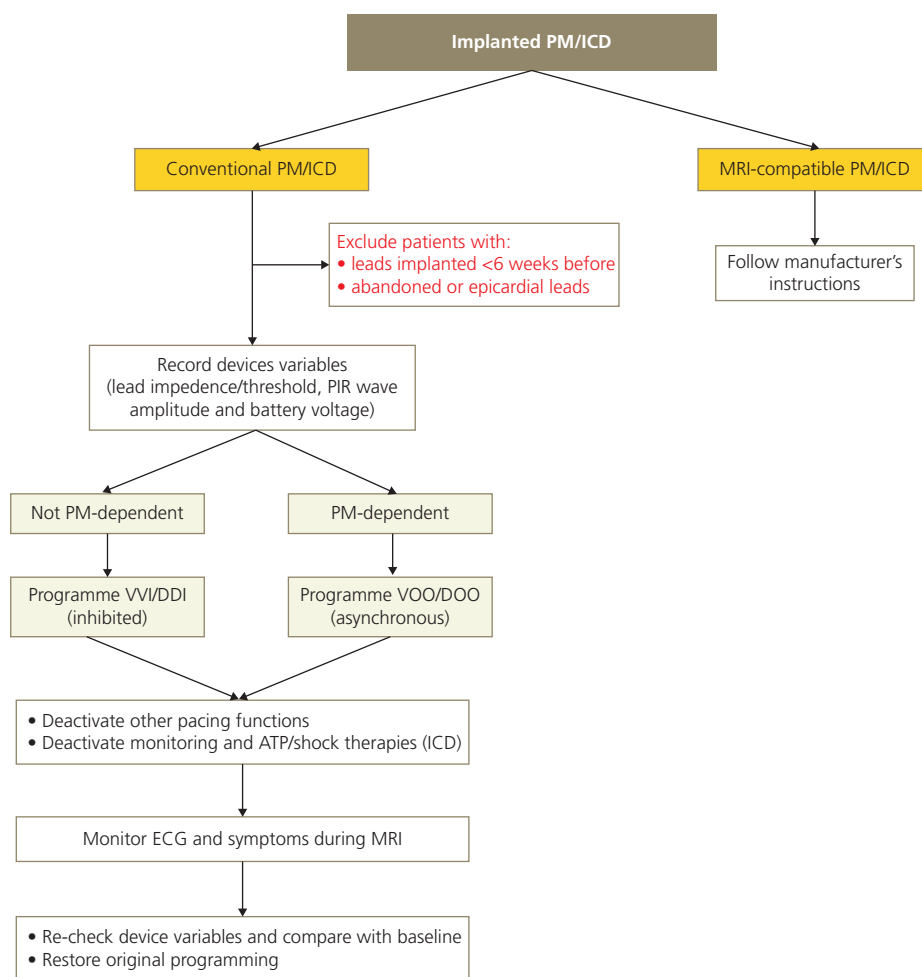 Implanted PM/ICD
Conventional PM/ICD
MRI-compatible PM/ICD
Exclude patients with:
• leads implanted <6 weeks before
• abandoned or epicardial leads
Follow manufacturer’s
instructions
Record devices variables
(lead impedence/threshold, PIR wave
amplitude and battery voltage)
Not PM-dependent
PM-dependent
Programme VVI/DDI
(inhibited)
Programme VOO/DOO
(asynchronous)
• Deactivate other pacing functions
• Deactivate monitoring and ATP/shock therapies (ICD)
Monitor ECG and symptoms during MRI
• Re-check device variables and compare with baseline
• Restore original programming